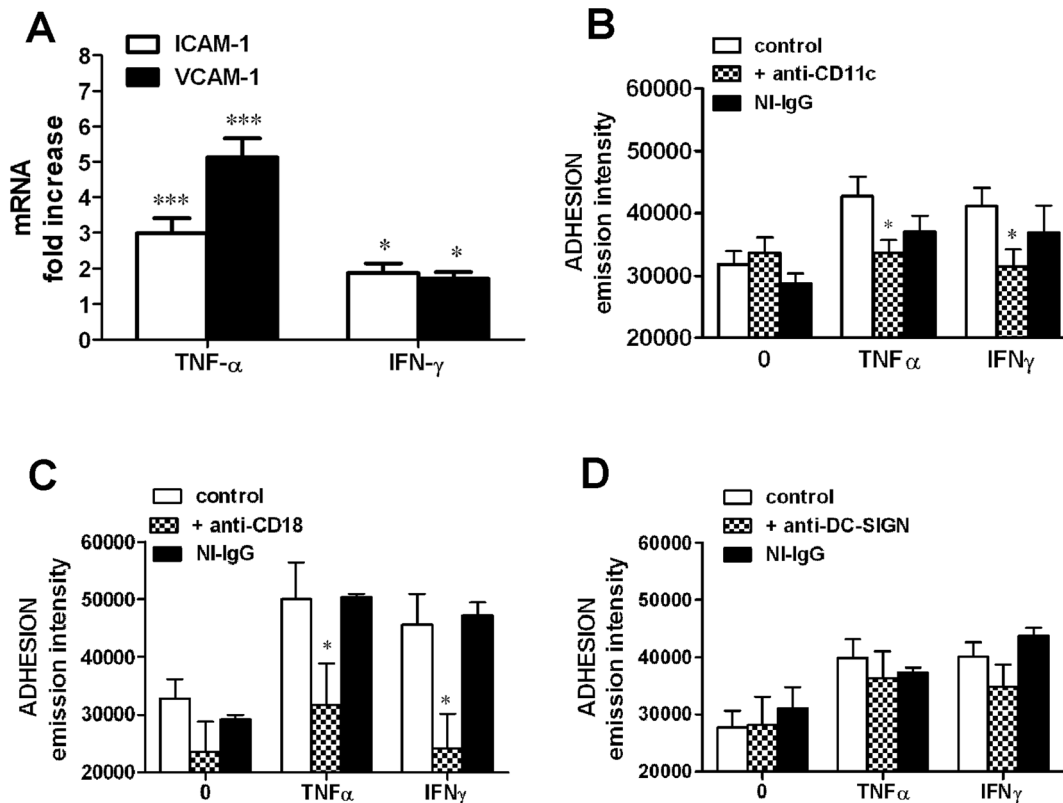 A
ICAM-1
VCAM-1
mRNA
fold increase
8
7
6
5
4
3
2
1
0
***
***
*
*
TNF-α
IFN-γ
B
control
+ anti-CD11c
NI-IgG
ADHESION
emission intensity
50000
40000
30000
20000
*
*
0
TNFα
IFNγ
C
control
+ anti-CD18
NI-IgG
ADHESION
emission intensity
60000
50000
40000
30000
20000
*
*
0
TNFα
IFNγ
D
control
+ anti-DC-SIGN
NI-IgG
ADHESION
emission intensity
60000
50000
40000
30000
20000
0
TNFα
IFNγ